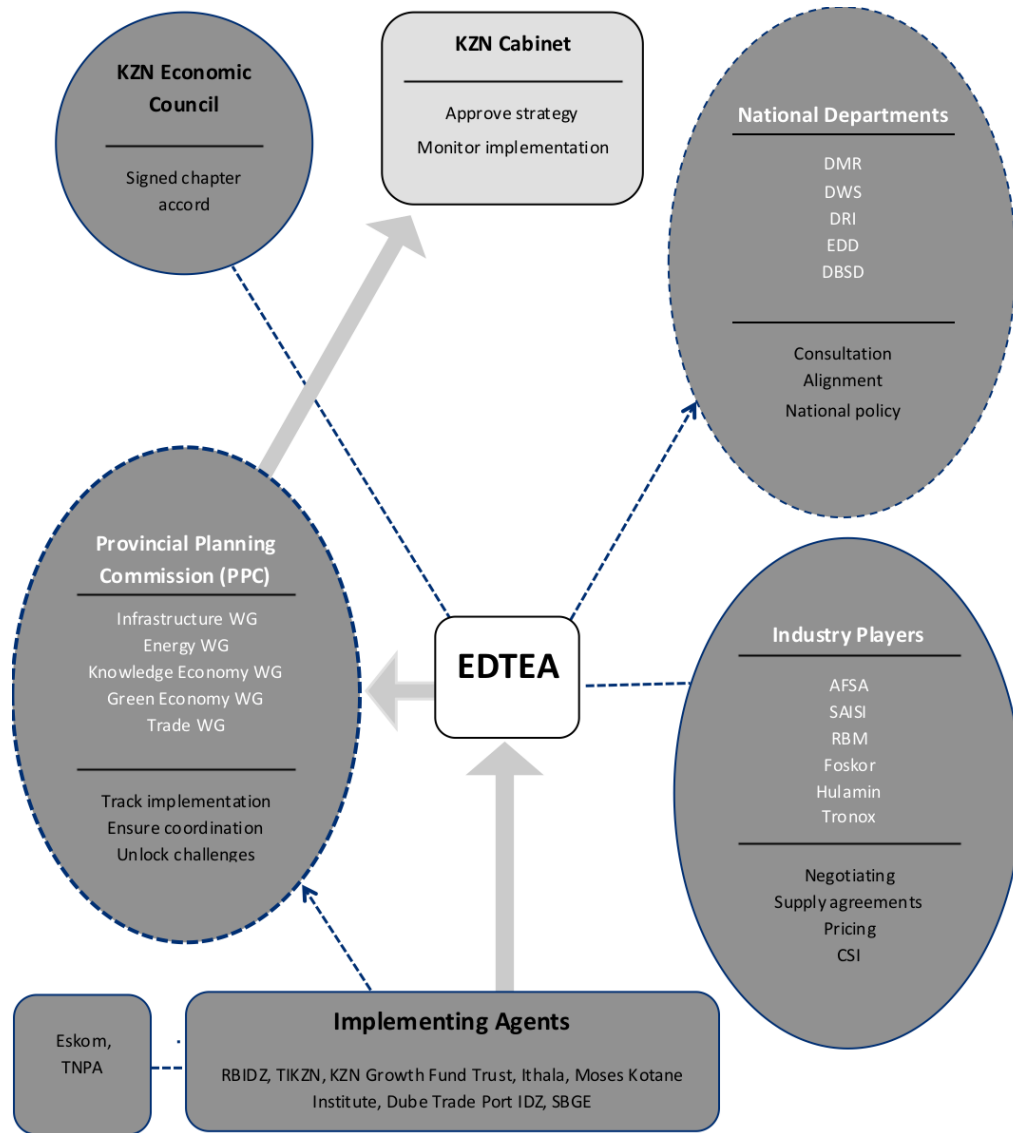 KZN Economic
Council
Signed chapter
accord
KZN Cabinet
Approve strategy
Monitor implementation
National Departments
DMR
DWS
DRI
EDD
DBSD
Consultation
Alignment
National policy
Provincial Planning
Commission (PPC)
Infrastructure WG
Energy WG
Knowledge Economy WG
Green Economy WG
Trade WG
Track implementation
Ensure coordination
Unlock challenges
EDTEA
Industry Players
AFSA
SAISI
RBM
Foskor
Hulamin
Tronox
Negotiating
Supply agreements
Pricing
CSI
Eskom,
TNPA
Implementing Agents
RBIDZ, TIKZN, KZN Growth Fund Trust, Ithala, Moses Kotane
Institute, Dube Trade Port IDZ, SBGE